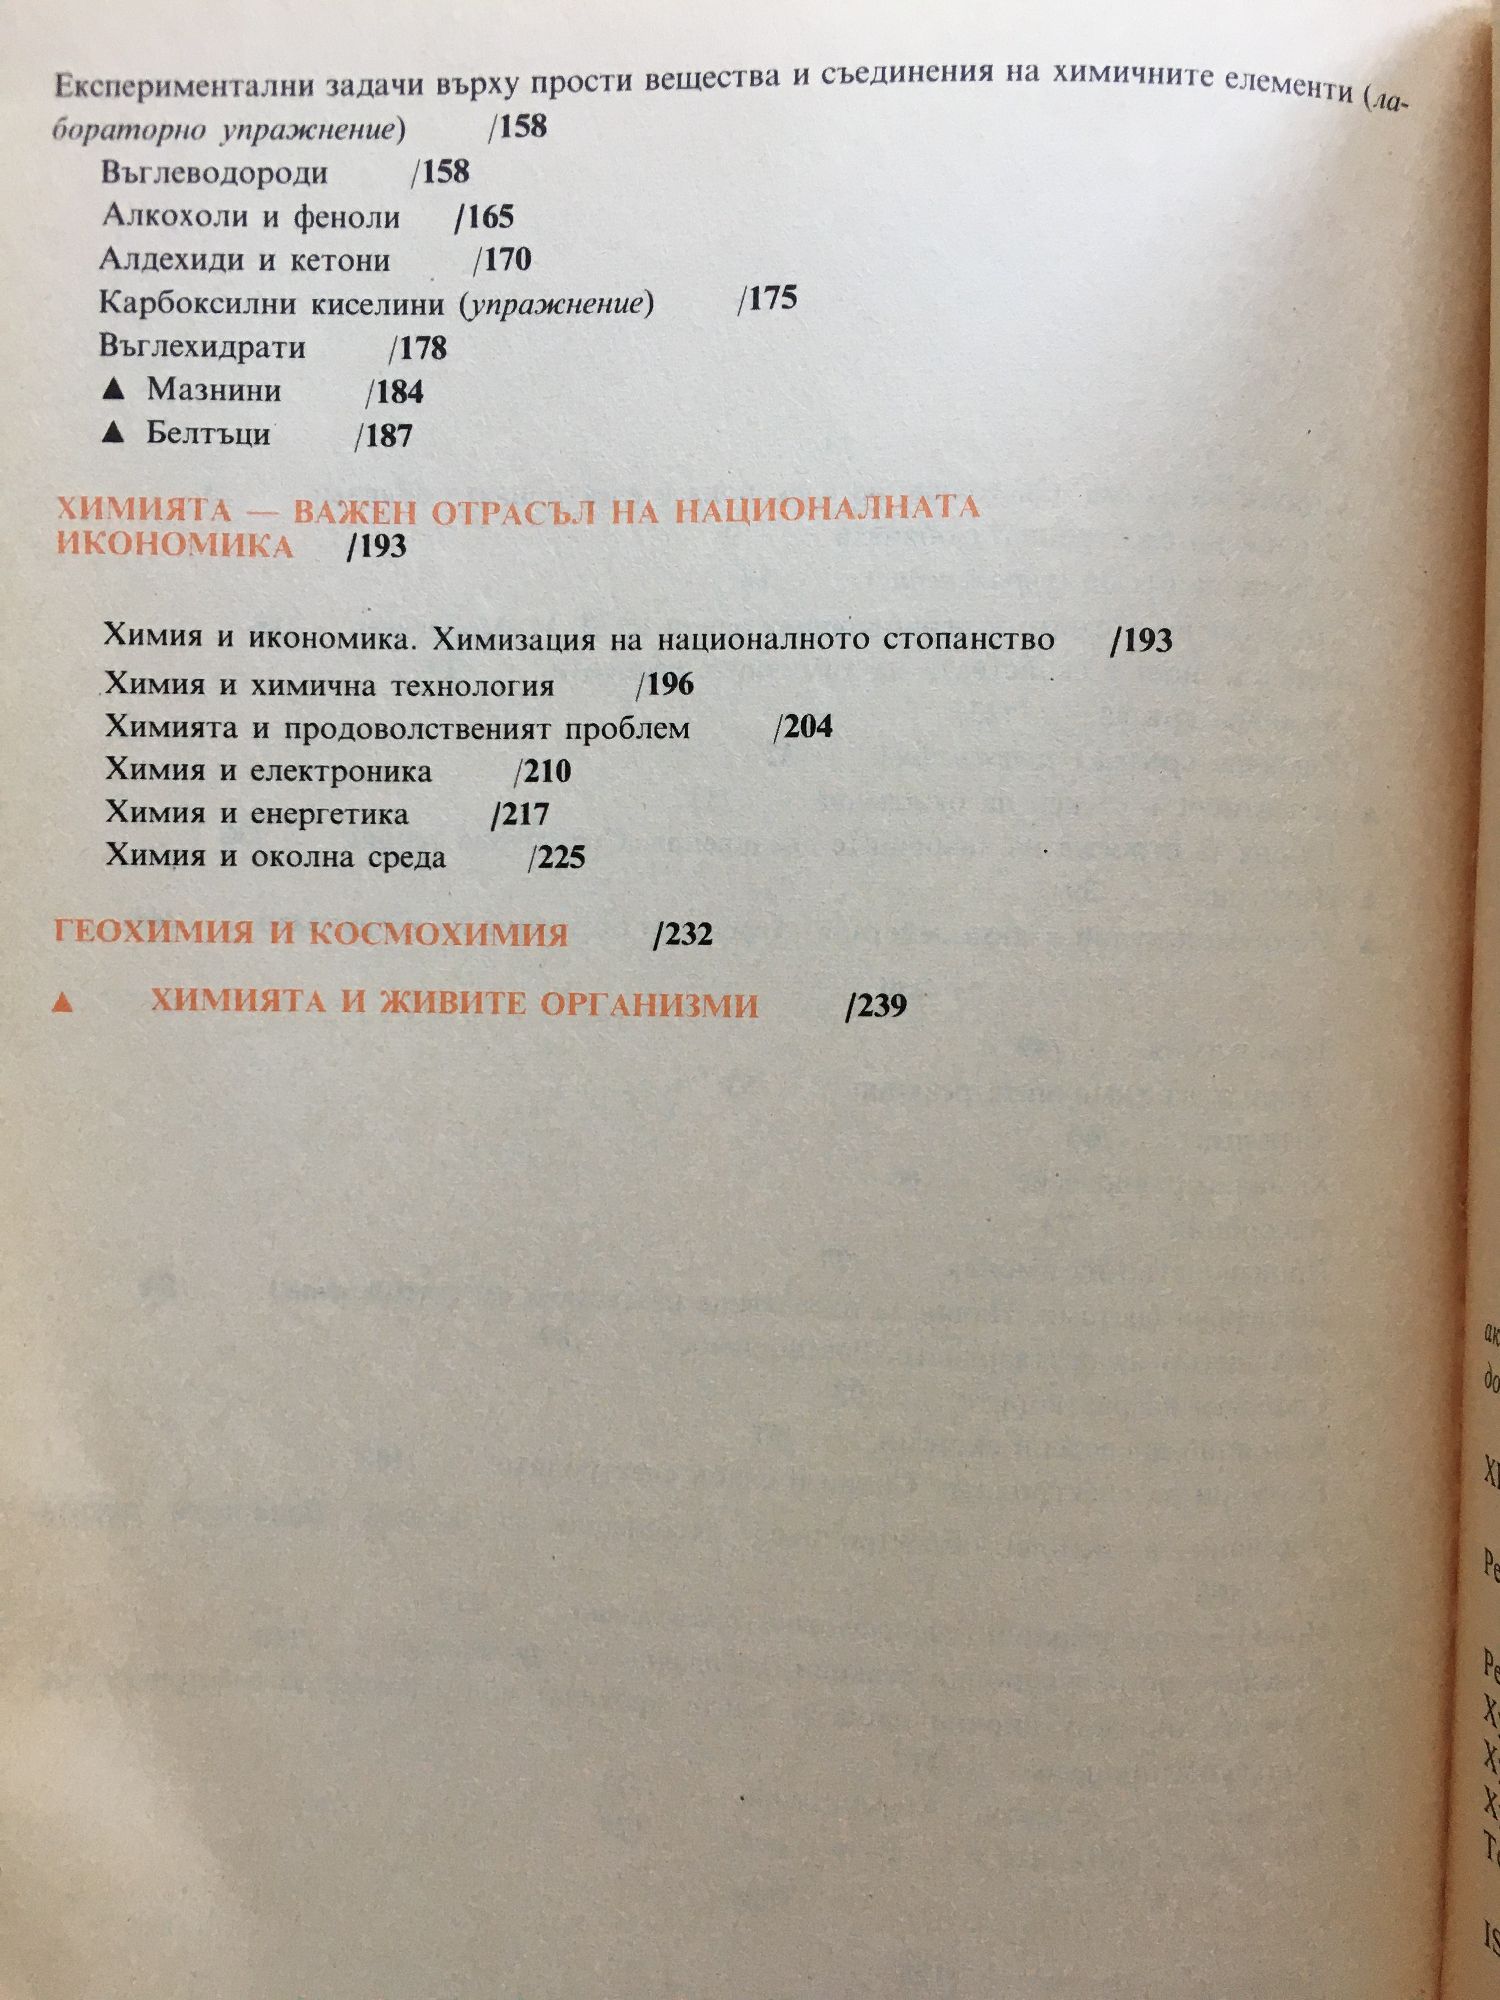 Експериментални задачи върху прости вещества и съединения на химичните елементи (ла-
бораторно упражнение) /158
Въглеводороди /158
Алкохоли и феноли /165
Алдехиди и кетони /170
Карбоксилни киселини (упражнение) /175
Въглехидрати /178
▲ Мазнини /184
▲ Белтъци /187
ХИМИЯТА — ВАЖЕН ОТРАСЪЛ НА НАЦИОНАЛНАТА
ИКОНОМИКА /193
Химия и икономика. Химизация на националното стопанство /193
Химия и химична технология /196
Химията и продоволственият проблем /204
Химия и електроника /210
Химия и енергетика /217
Химия и околна среда /225
ГЕОХИМИЯ И КОСМОХИМИЯ /232
▲ ХИМИЯТА И ЖИВИТЕ ОРГАНИЗМИ /239